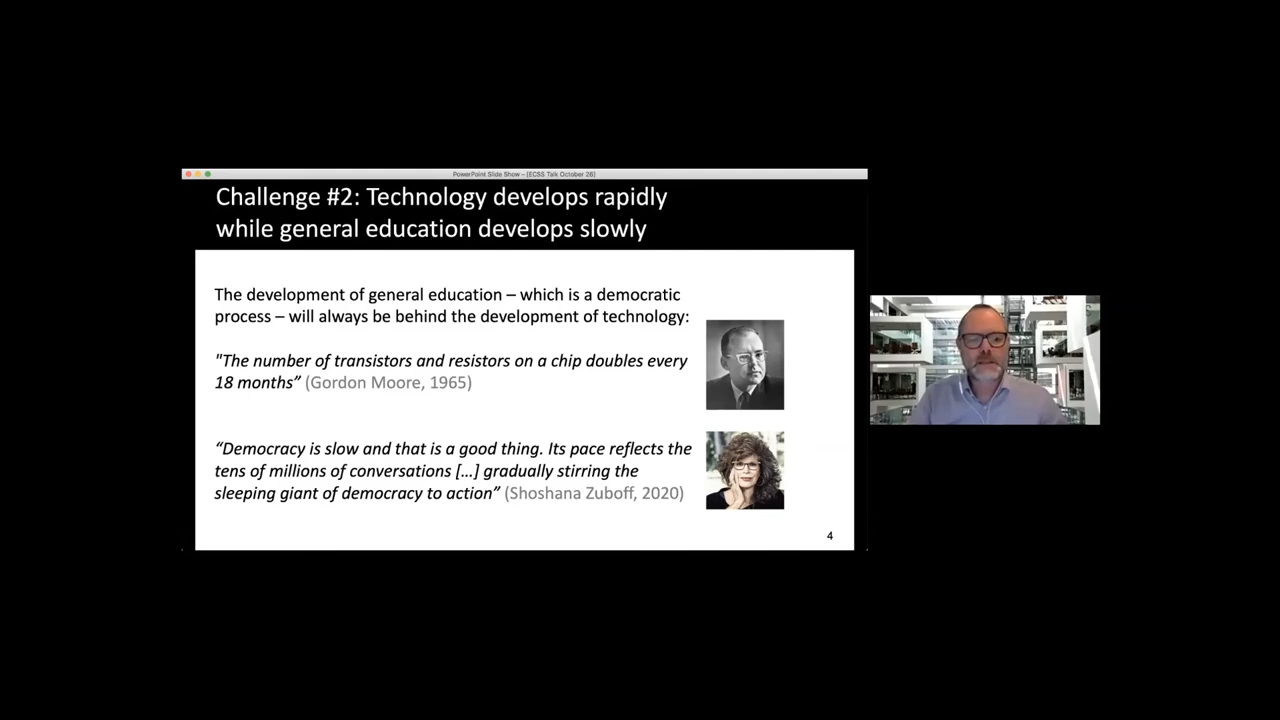 PowerPoint Slide Show – [ECSS Talk October 26]
Challenge #2: Technology develops rapidly
while general education develops slowly
The development of general education – which is a democratic
process – will always be behind the development of technology:
"The number of transistors and resistors on a chip doubles every
18 months” (Gordon Moore, 1965)
“Democracy is slow and that is a good thing. Its pace reflects the
tens of millions of conversations [...] gradually stirring the
sleeping giant of democracy to action” (Shoshana Zuboff, 2020)
4